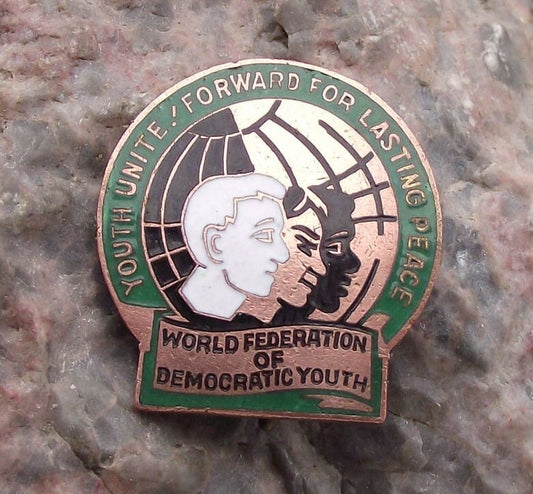 YOUTH UNITE! FORWARD FOR LASTING PEACE
WORLD FEDERATION
OF
DEMOCRATIC YOUTH